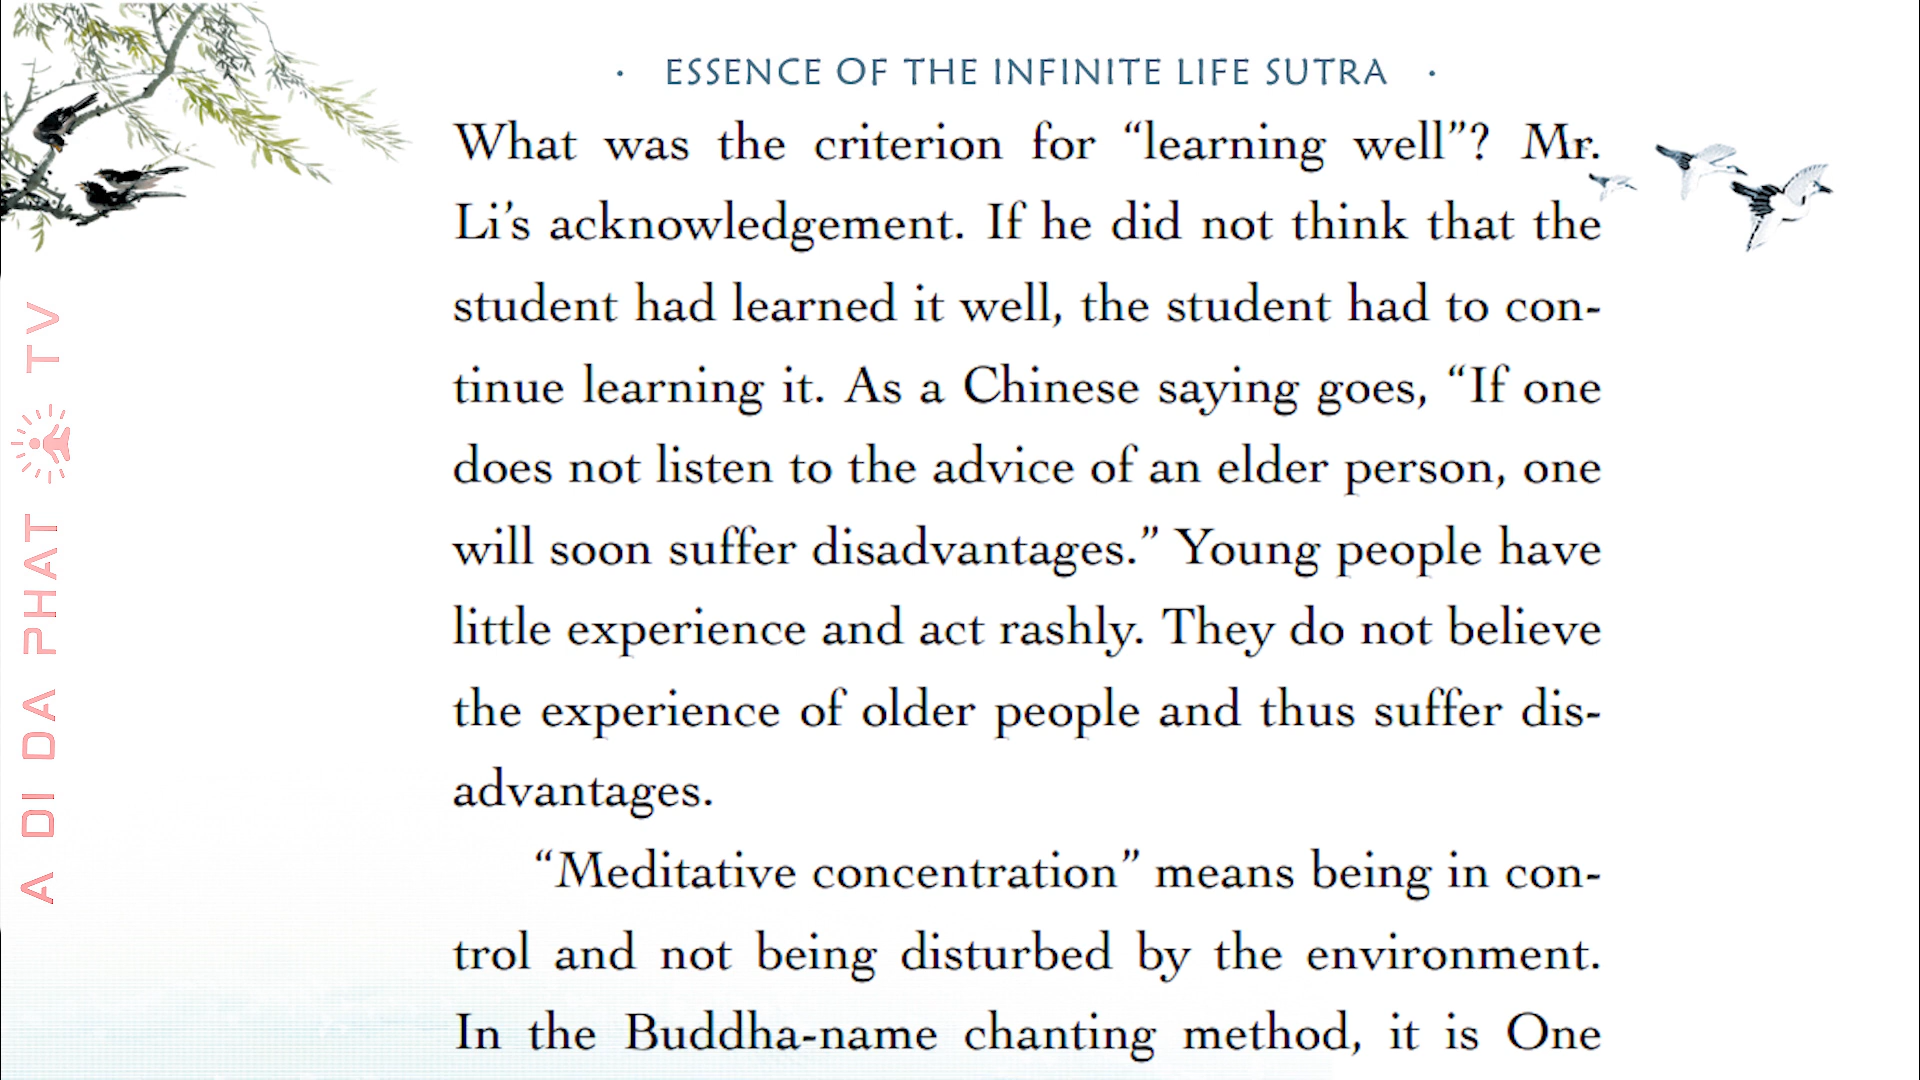 · ESSENCE OF THE INFINITE LIFE SUTRA ·
What was the criterion for “learning well”? Mr.
Li’s acknowledgement. If he did not think that the
student had learned it well, the student had to con-
tinue learning it. As a Chinese saying goes, “If one
does not listen to the advice of an elder person, one
will soon suffer disadvantages.” Young people have
little experience and act rashly. They do not believe
the experience of older people and thus suffer dis-
advantages.
“Meditative concentration” means being in con-
trol and not being disturbed by the environment.
In the Buddha-name chanting method, it is One
A DI DA PHAT TV